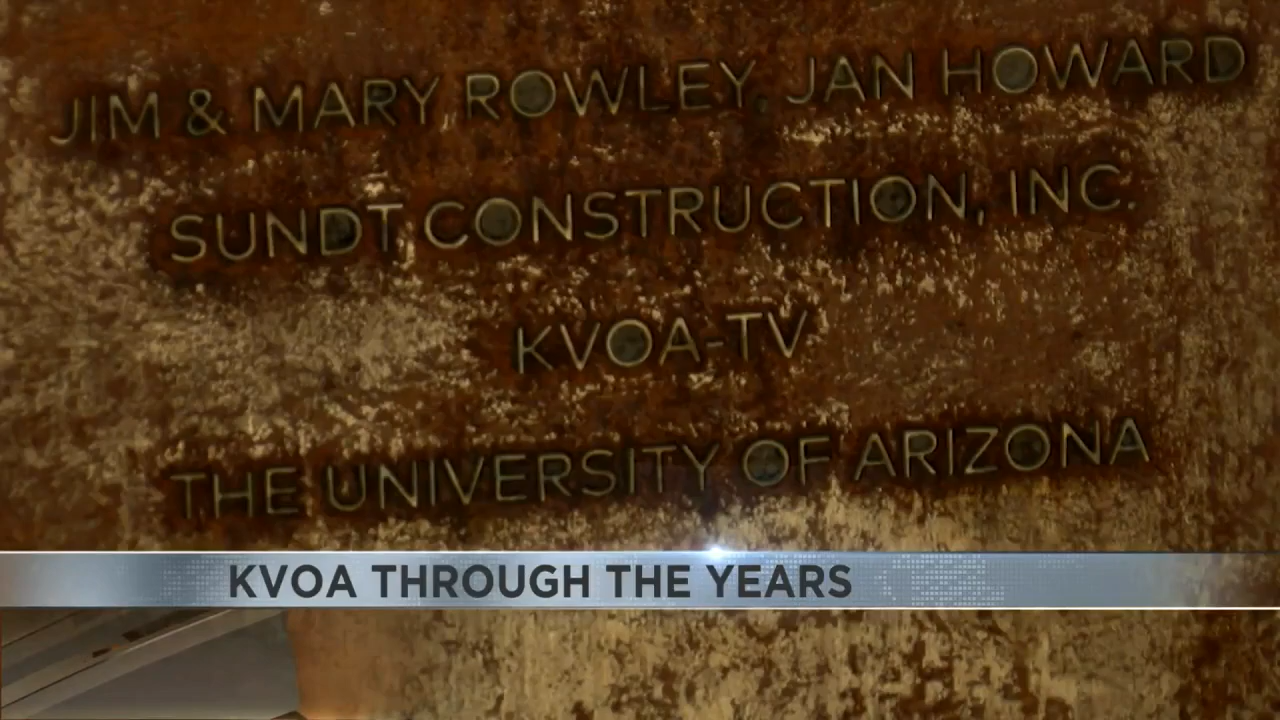 JIM & MARY ROWLEY, JAN HOWARD
SUNDT CONSTRUCTION, INC.
KVOA-TV
THE UNIVERSITY OF ARIZONA
KVOA THROUGH THE YEARS